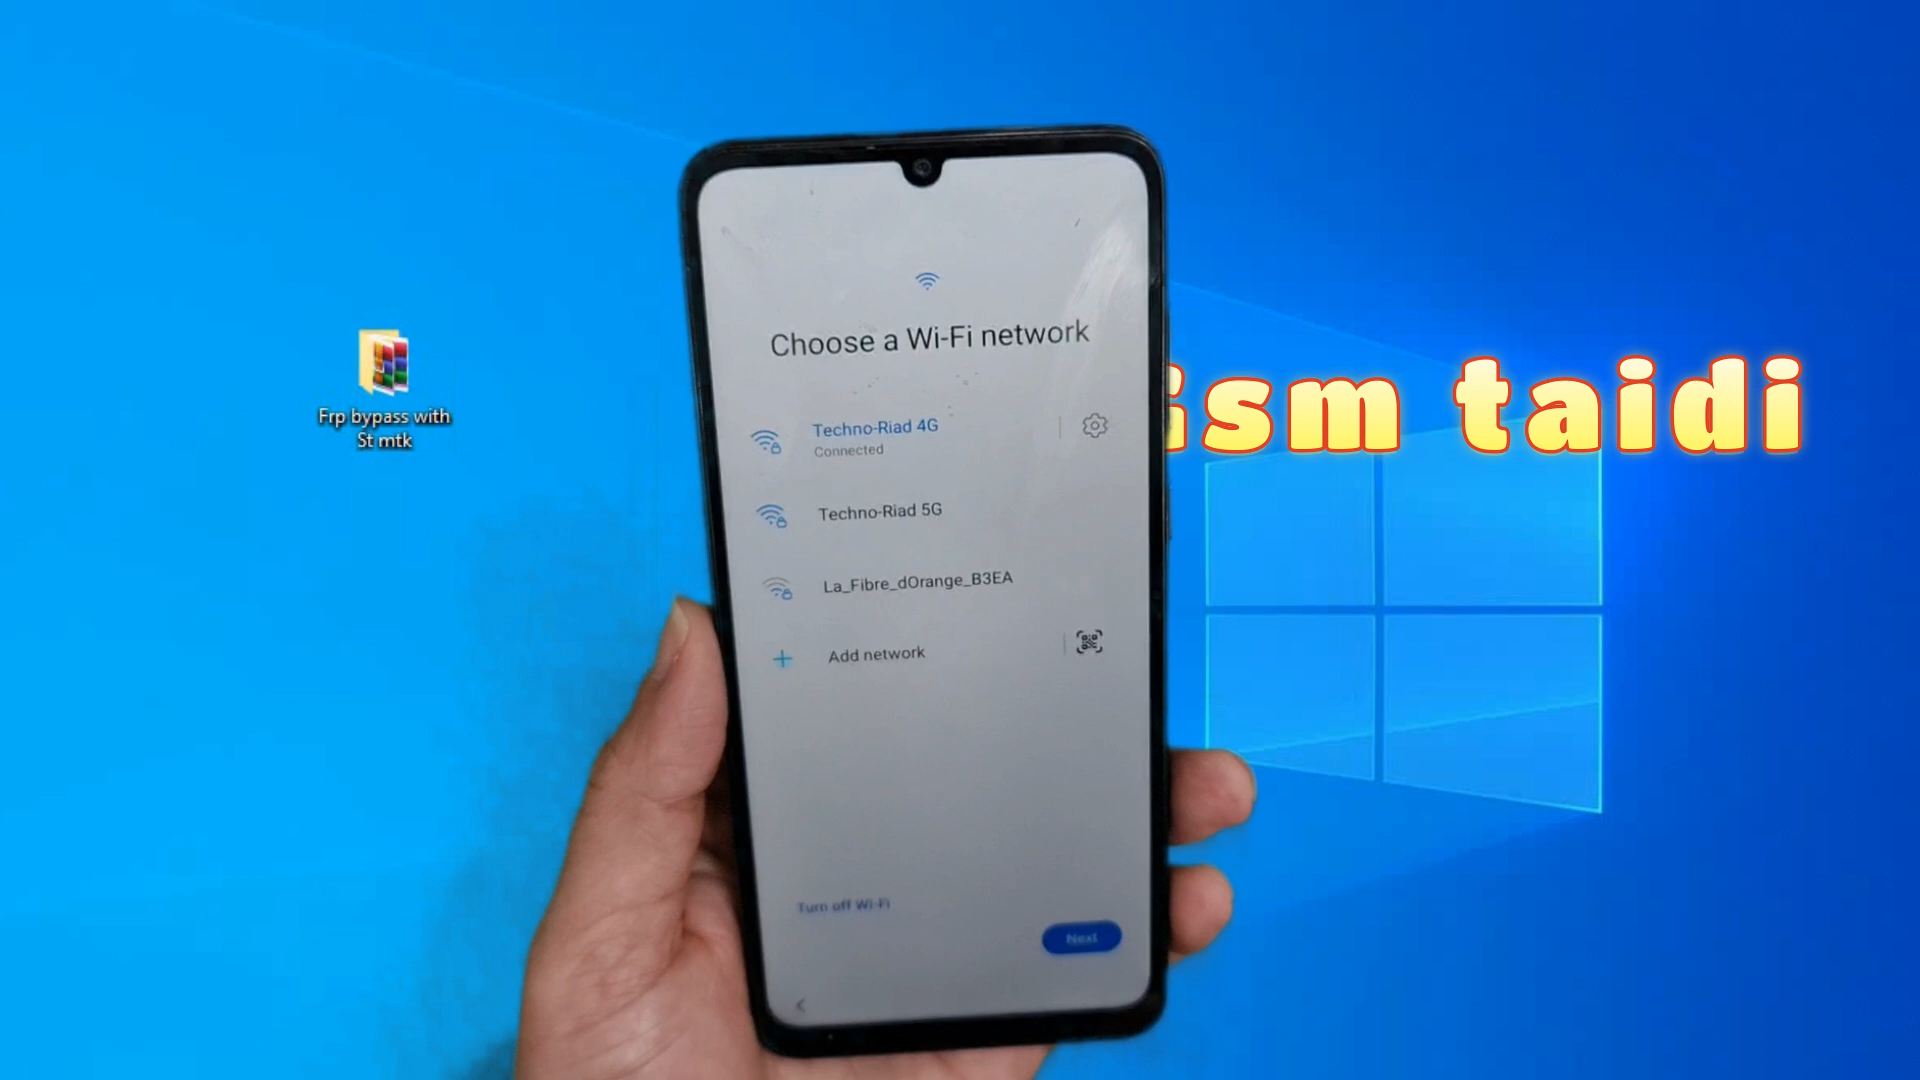 Choose a Wi-Fi network
Techno-Riad 4G
Connected
Techno-Riad 5G
La_Fibre_dOrange_B3EA
Add network
Turn off Wi-Fi
Next
Frp bypass with
St mtk
taidi